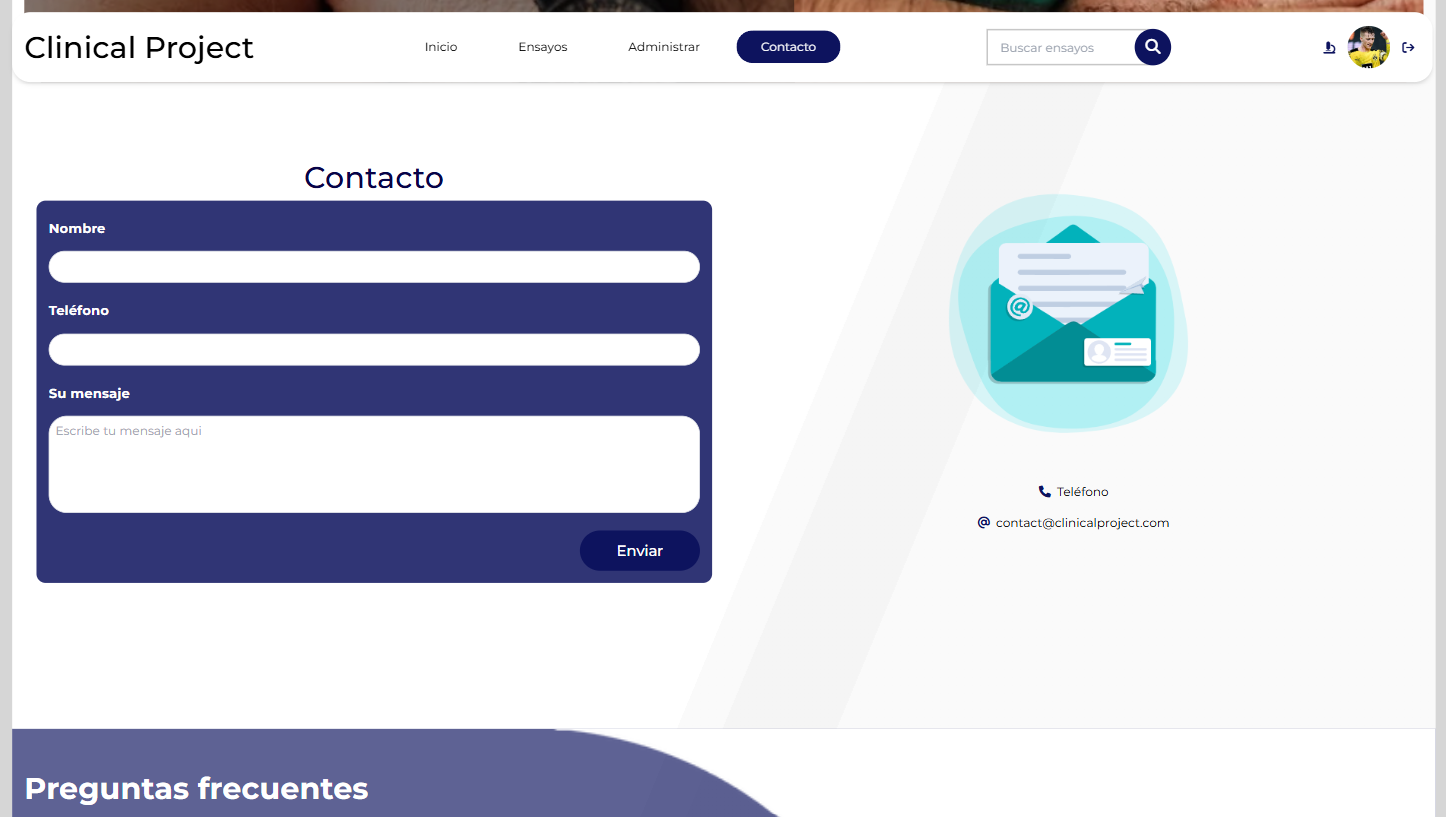 Clinical Project
Inicio
Ensayos
Administrar
Contacto
Buscar ensayos
Contacto
Nombre
Teléfono
Su mensaje
Escribe tu mensaje aqui
Enviar
@
Teléfono
@ contact@clinicalproject.com
Preguntas frecuentes